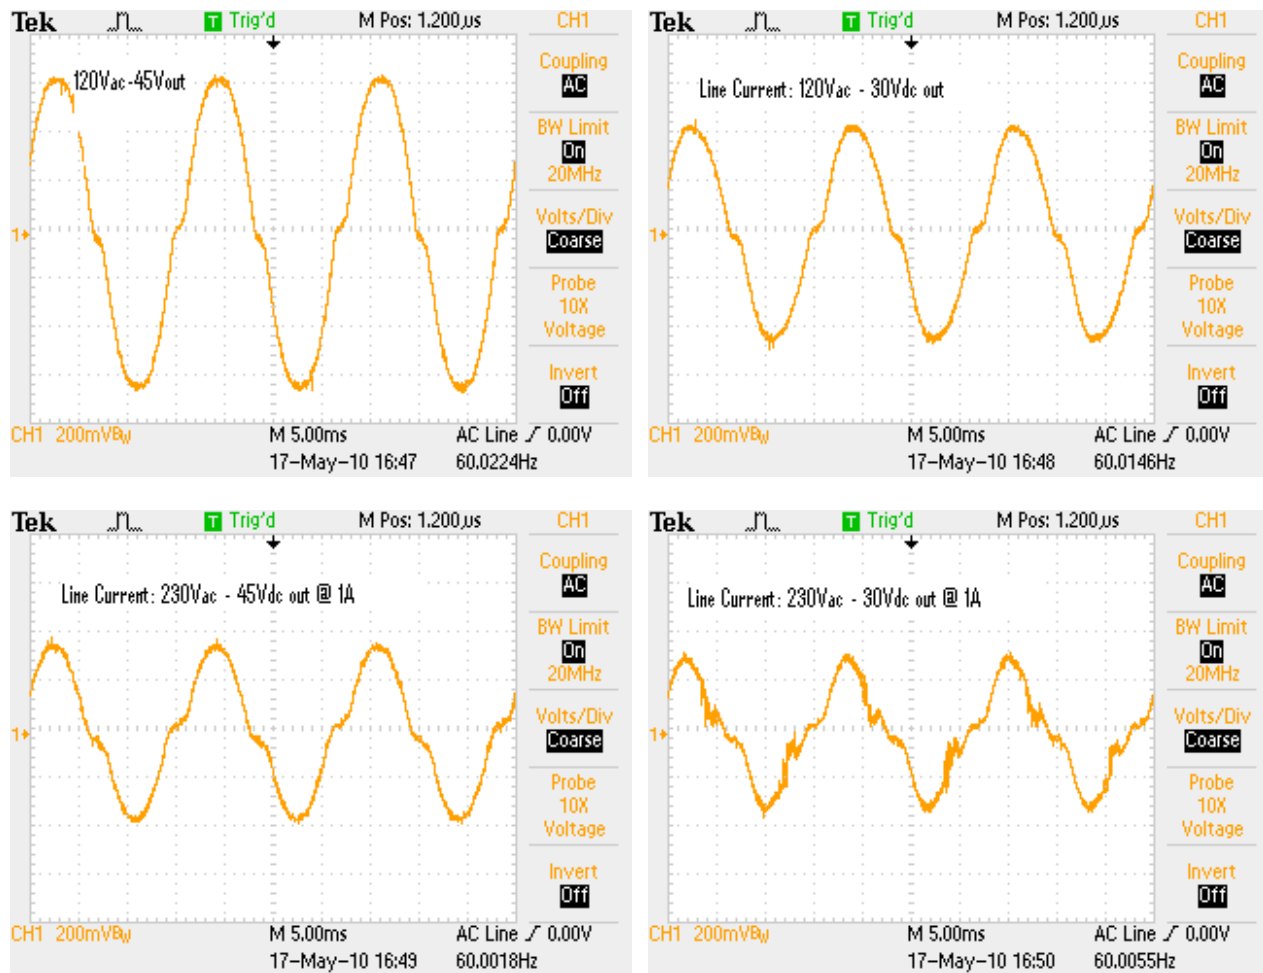 Tek Trig'd M Pos: 1.200µs CH1
Coupling
AC
120Vac-45Vout
BW Limit
On
20MHz
Volts/Div
Coarse
1
Probe
10X
Voltage
Invert
Off
CH1 200mVBw M 5.00ms AC Line 0.00V
17-May-10 16:47 60.0224Hz
Tek Trig'd M Pos: 1.200µs CH1
Coupling
AC
Line Current: 120Vac - 30Vdc out
BW Limit
On
20MHz
Volts/Div
Coarse
1
Probe
10X
Voltage
Invert
Off
CH1 200mVBw M 5.00ms AC Line 0.00V
17-May-10 16:48 60.0146Hz
Tek Trig'd M Pos: 1.200µs CH1
Coupling
AC
Line Current: 230Vac - 45Vdc out @ 1A
BW Limit
On
20MHz
Volts/Div
Coarse
1
Probe
10X
Voltage
Invert
Off
CH1 200mVBw M 5.00ms AC Line 0.00V
17-May-10 16:49 60.0018Hz
Tek Trig'd M Pos: 1.200µs CH1
Coupling
AC
Line Current: 230Vac - 30Vdc out @ 1A
BW Limit
On
20MHz
Volts/Div
Coarse
1
Probe
10X
Voltage
Invert
Off
CH1 200mVBw M 5.00ms AC Line 0.00V
17-May-10 16:50 60.0055Hz